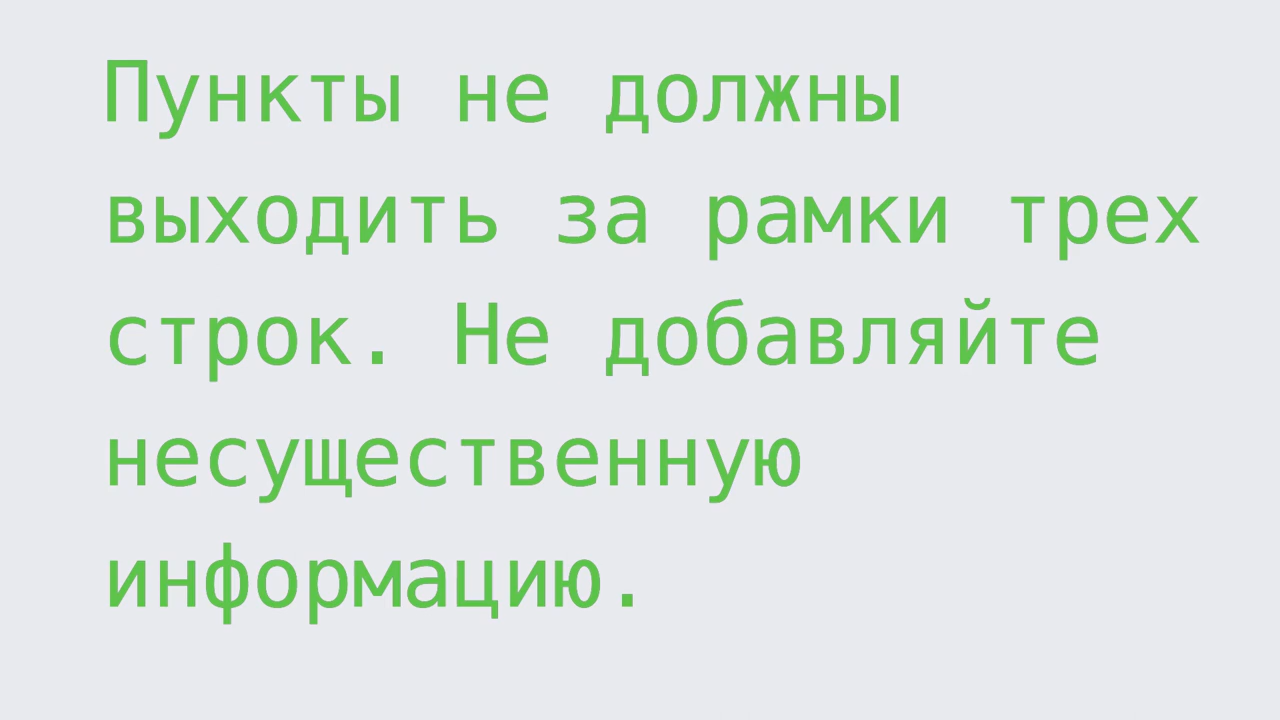 Пункты не должны
выходить за рамки трех
строк. Не добавляйте
несущественную
информацию.